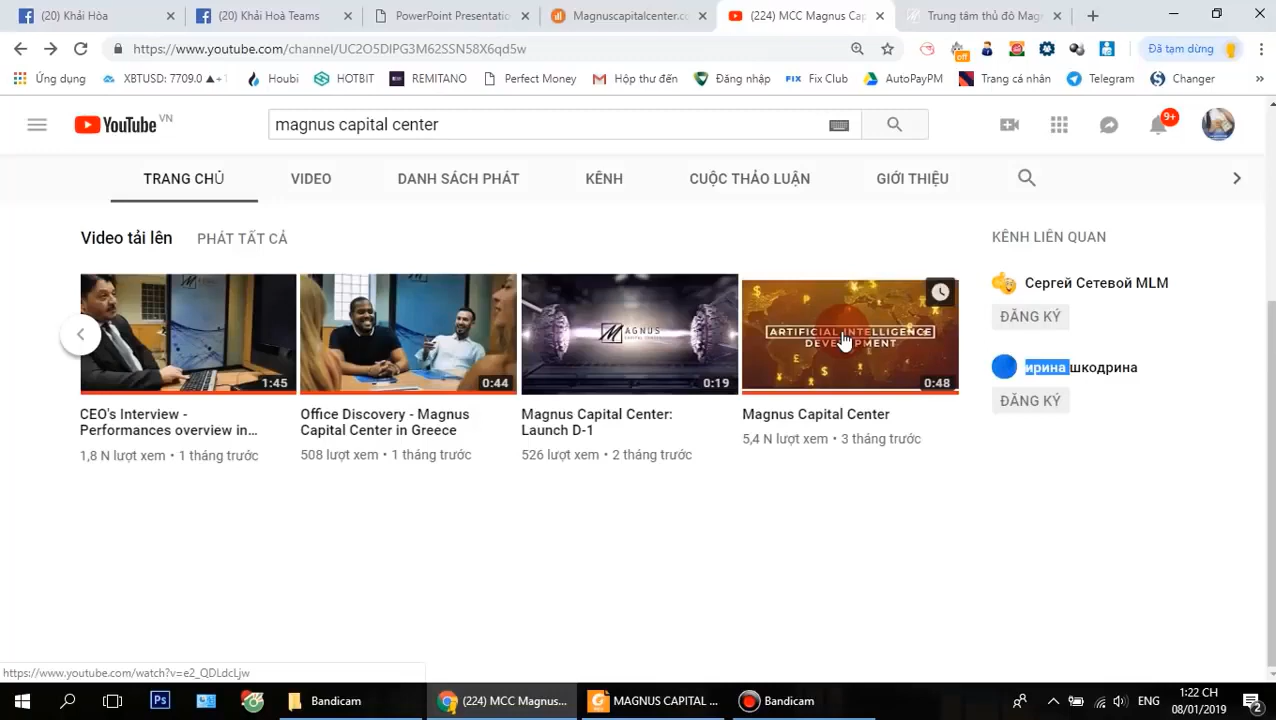 (20) Khải Hòa
(20) Khải Hoà Teams
PowerPoint Presentatio
Magnuscapitalcenter.co
(224) MCC Magnus Cap
Trung tâm thủ đô Magn
https://www.youtube.com/channel/UC2O5DIPG3M62SSN58X6qd5w
off
Đã tạm dừng
Ứng dụng
XBTUSD: 7709.0 ▲+1
Houbi
HOTBIT
REMITANO
Perfect Money
Hộp thư đến
Đăng nhập
FIX Fix Club
AutoPayPM
Trang cá nhân
Telegram
Changer
YouTube VN
magnus capital center
9+
TRANG CHỦ
VIDEO
DANH SÁCH PHÁT
KÊNH
CUỘC THẢO LUẬN
GIỚI THIỆU
Video tải lên
PHÁT TẤT CẢ
1:45
CEO's Interview -
Performances overview in…
1,8 N lượt xem • 1 tháng trước
0:44
Office Discovery - Magnus
Capital Center in Greece
508 lượt xem • 1 tháng trước
MAGNUS
0:19
Magnus Capital Center:
Launch D-1
526 lượt xem • 2 tháng trước
ARTIFICIAL INTELLIGENCE
DEVELOPMENT
0:48
Magnus Capital Center
5,4 N lượt xem • 3 tháng trước
KÊNH LIÊN QUAN
Сергей Сетевой MLM
ĐĂNG KÝ
ирина шкодрина
ĐĂNG KÝ
https://www.youtube.com/watch?v=e2_QDLdcLjw
Ps
Bandicam
(224) MCC Magnus...
MAGNUS CAPITAL ...
Bandicam
ENG
1:22 CH
08/01/2019
2